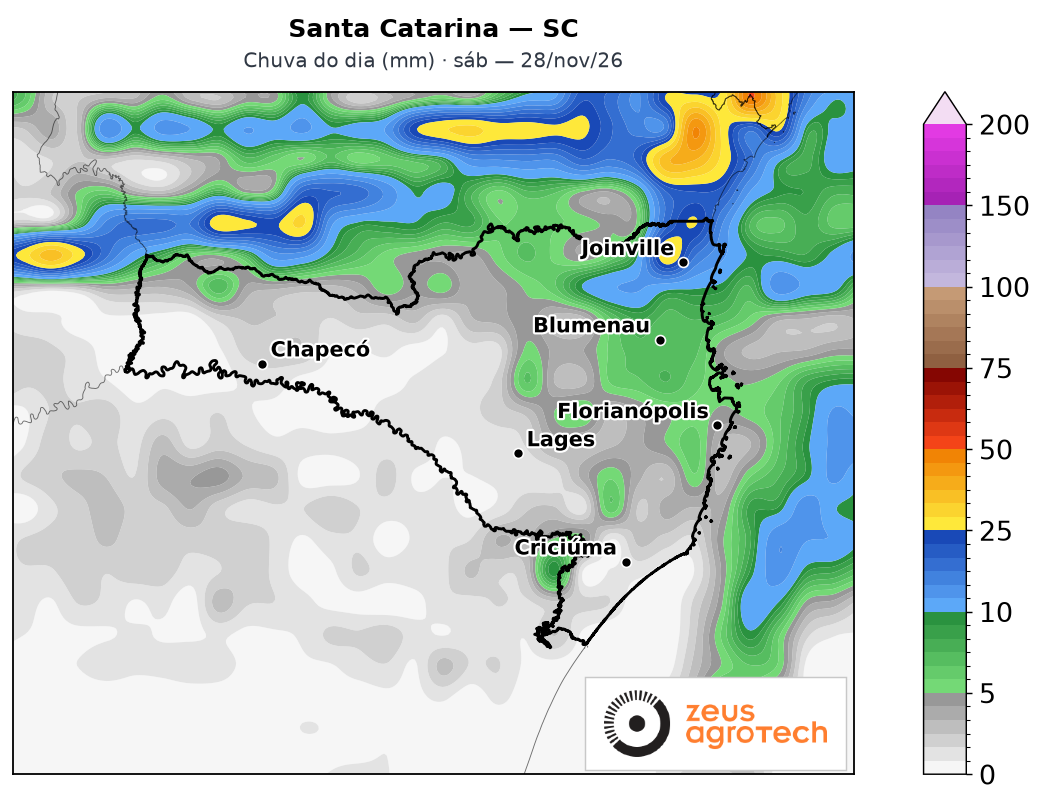 Santa Catarina — SC
Chuva do dia (mm) · sáb — 28/nov/26
Joinville
Blumenau
Chapecó
Florianópolis
Lages
Criciúma
200
150
100
75
50
25
10
5
0
zeus
agroTech